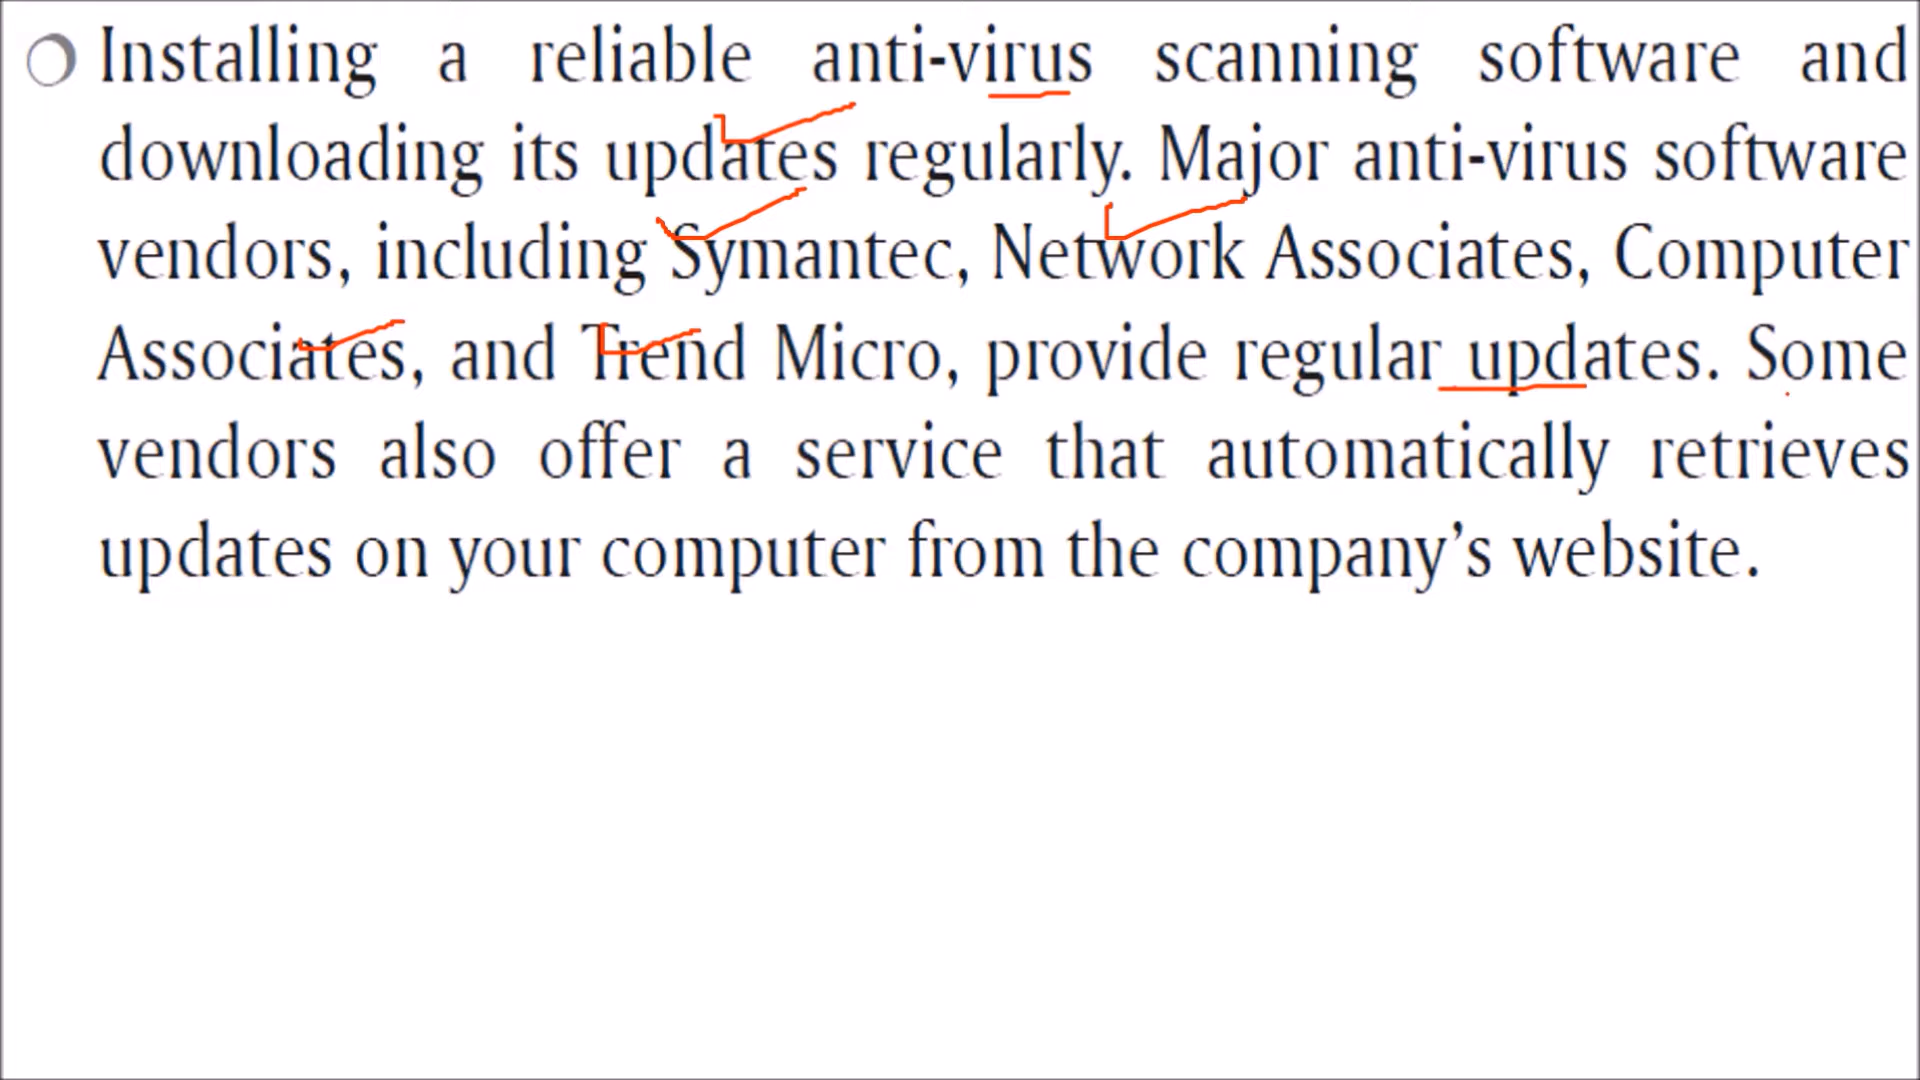 Installing a reliable anti-virus scanning software and
downloading its updates regularly. Major anti-virus software
vendors, including Symantec, Network Associates, Computer
Associates, and Trend Micro, provide regular updates. Some
vendors also offer a service that automatically retrieves
updates on your computer from the company’s website.